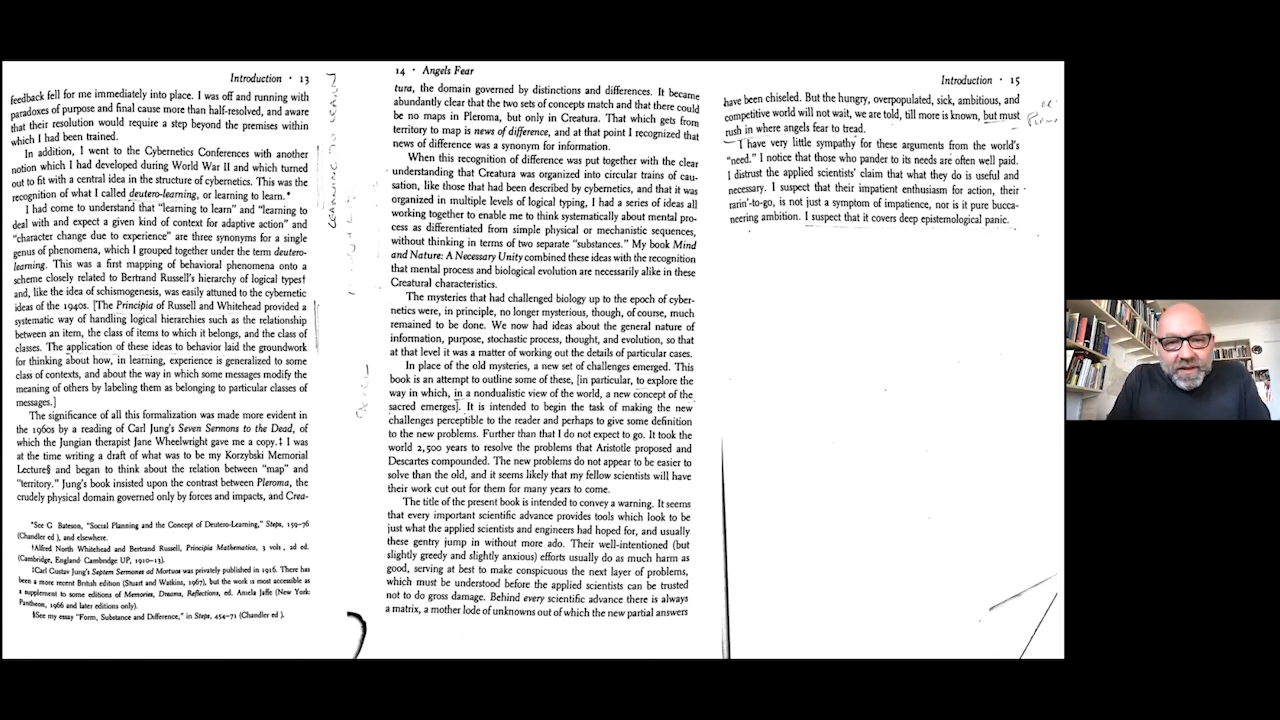 Introduction · 13
feedback fell for me immediately into place. I was off and running with
paradoxes of purpose and final cause more than half-resolved, and aware
that their resolution would require a step beyond the premises within
which I had been trained.
In addition, I went to the Cybernetics Conferences with another
notion which I had developed during World War II and which turned
out to fit with a central idea in the structure of cybernetics. This was the
recognition of what I called deutero-learning, or learning to learn.*
I had come to understand that "learning to learn" and "learning to
deal with and expect a given kind of context for adaptive action" and
"character change due to experience" are three synonyms for a single
genus of phenomena, which I grouped together under the term deutero-
learning. This was a first mapping of behavioral phenomena onto a
scheme closely related to Bertrand Russell's hierarchy of logical types†
and, like the idea of schismogenesis, was easily attuned to the cybernetic
ideas of the 1940s. [The Principia of Russell and Whitehead provided a
systematic way of handling logical hierarchies such as the relationship
between an item, the class of items to which it belongs, and the class of
classes. The application of these ideas to behavior laid the groundwork
for thinking about how, in learning, experience is generalized to some
class of contexts, and about the way in which some messages modify the
meaning of others by labeling them as belonging to particular classes of
messages.]
The significance of all this formalization was made more evident in
the 1960s by a reading of Carl Jung's Seven Sermons to the Dead, of
which the Jungian therapist Jane Wheelwright gave me a copy.‡ I was
at the time writing a draft of what was to be my Korzybski Memorial
Lecture§ and began to think about the relation between "map" and
"territory." Jung's book insisted upon the contrast between Pleroma, the
crudely physical domain governed only by forces and impacts, and Crea-
*See G Bateson, "Social Planning and the Concept of Deutero-Learning," Steps, 159–76
(Chandler ed ), and elsewhere.
†Alfred North Whitehead and Bertrand Russell, Principia Mathematica, 3 vols , 2d ed.
(Cambridge, England· Cambridge UP, 1910–13).
‡Carl Gustav Jung's Septem Sermones ad Mortuos was privately published in 1916. There has
been a more recent British edition (Stuart and Watkins, 1967), but the work is most accessible as
a supplement to some editions of Memories, Dreams, Reflections, ed. Aniela Jaffe (New York:
Pantheon, 1966 and later editions only).
§See my essay "Form, Substance and Difference," in Steps, 454–71 (Chandler ed ).
LEARNING TO LEARN
14 · Angels Fear
tura, the domain governed by distinctions and differences. It became
abundantly clear that the two sets of concepts match and that there could
be no maps in Pleroma, but only in Creatura. That which gets from
territory to map is news of difference, and at that point I recognized that
news of difference was a synonym for information.
When this recognition of difference was put together with the clear
understanding that Creatura was organized into circular trains of cau-
sation, like those that had been described by cybernetics, and that it was
organized in multiple levels of logical typing, I had a series of ideas all
working together to enable me to think systematically about mental pro-
cess as differentiated from simple physical or mechanistic sequences,
without thinking in terms of two separate "substances." My book Mind
and Nature: A Necessary Unity combined these ideas with the recognition
that mental process and biological evolution are necessarily alike in these
Creatural characteristics.
The mysteries that had challenged biology up to the epoch of cyber-
netics were, in principle, no longer mysterious, though, of course, much
remained to be done. We now had ideas about the general nature of
information, purpose, stochastic process, thought, and evolution, so that
at that level it was a matter of working out the details of particular cases.
In place of the old mysteries, a new set of challenges emerged. This
book is an attempt to outline some of these, [in particular, to explore the
way in which, in a nondualistic view of the world, a new concept of the
sacred emerges]. It is intended to begin the task of making the new
challenges perceptible to the reader and perhaps to give some definition
to the new problems. Further than that I do not expect to go. It took the
world 2,500 years to resolve the problems that Aristotle proposed and
Descartes compounded. The new problems do not appear to be easier to
solve than the old, and it seems likely that my fellow scientists will have
their work cut out for them for many years to come.
The title of the present book is intended to convey a warning. It seems
that every important scientific advance provides tools which look to be
just what the applied scientists and engineers had hoped for, and usually
these gentry jump in without more ado. Their well-intentioned (but
slightly greedy and slightly anxious) efforts usually do as much harm as
good, serving at best to make conspicuous the next layer of problems,
which must be understood before the applied scientists can be trusted
not to do gross damage. Behind every scientific advance there is always
a matrix, a mother lode of unknowns out of which the new partial answers
Introduction · 15
have been chiseled. But the hungry, overpopulated, sick, ambitious, and
competitive world will not wait, we are told, till more is known, but must
rush in where angels fear to tread.
I have very little sympathy for these arguments from the world's
"need." I notice that those who pander to its needs are often well paid.
I distrust the applied scientists' claim that what they do is useful and
necessary. I suspect that their impatient enthusiasm for action, their
rarin'-to-go, is not just a symptom of impatience, nor is it pure bucca-
neering ambition. I suspect that it covers deep epistemological panic.